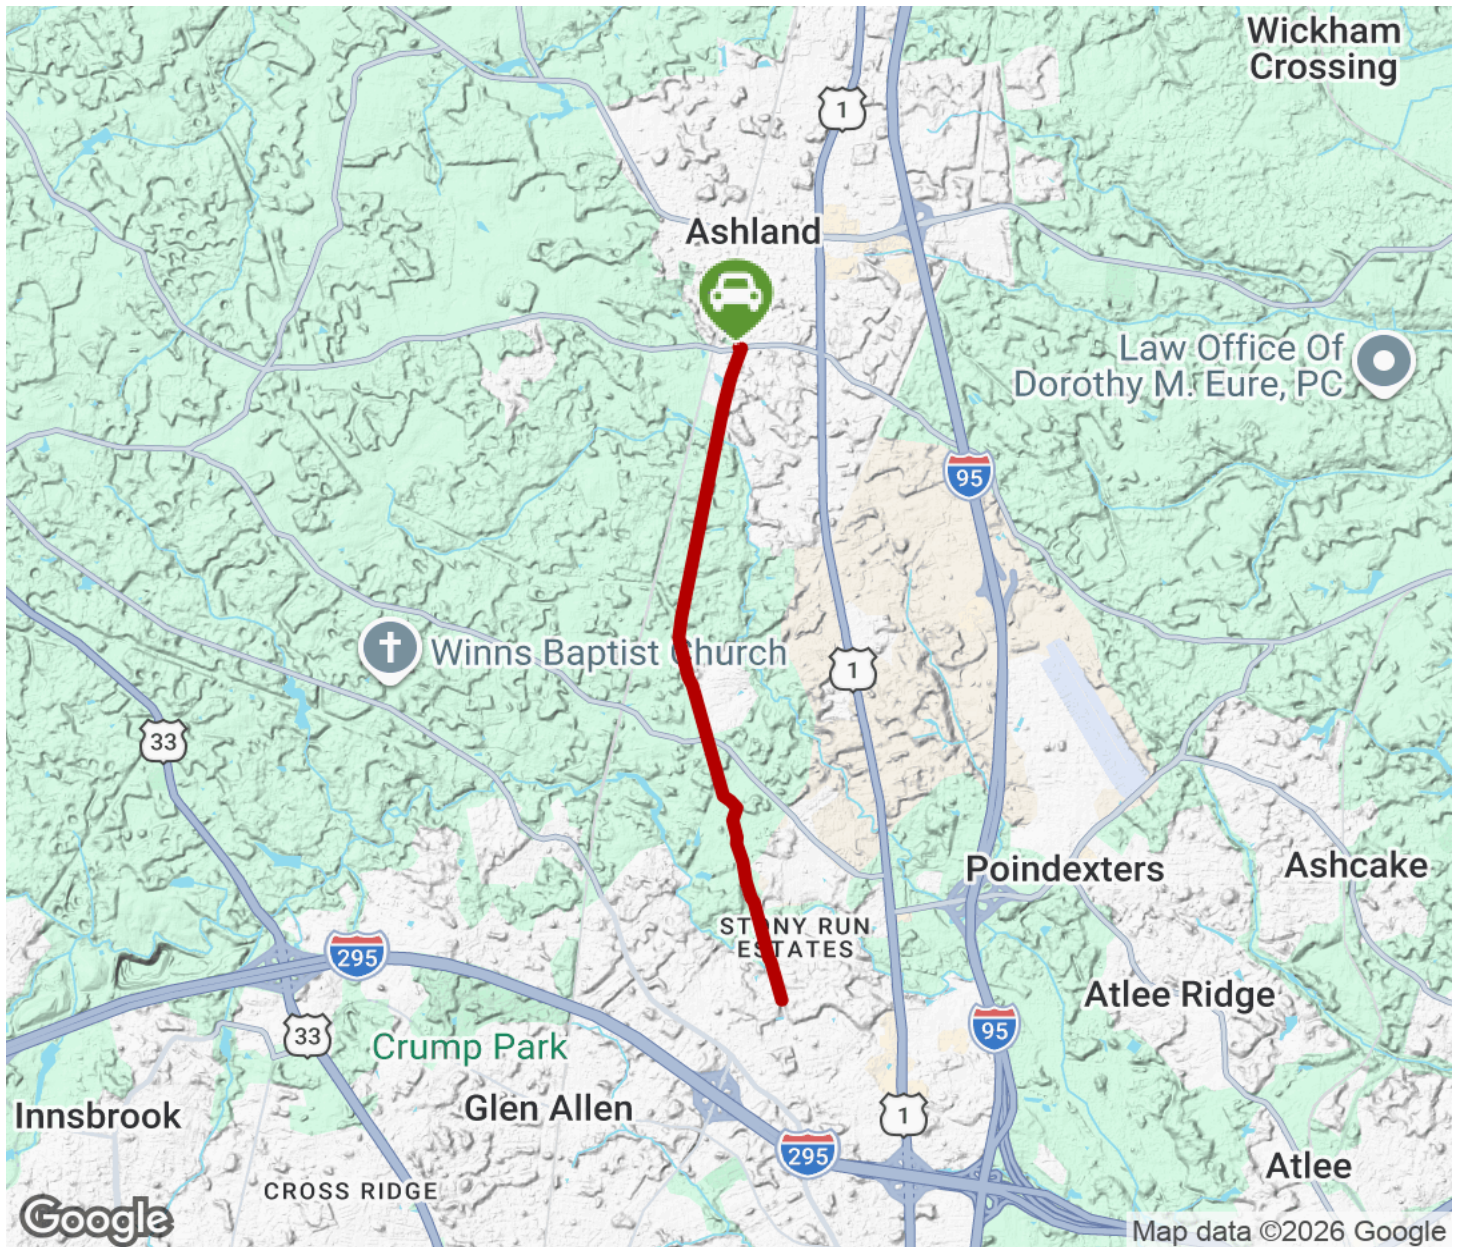 Wickham
Crossing
1
Ashland
Law Office Of
Dorothy M. Eure, PC
95
Winns Baptist Church
1
33
Poindexters
Ashcake
STONY RUN
ESTATES
295
Atlee Ridge
95
33
Crump Park
Innsbrook
Glen Allen
1
295
Atlee
CROSS RIDGE
Google
Map data ©2026 Google